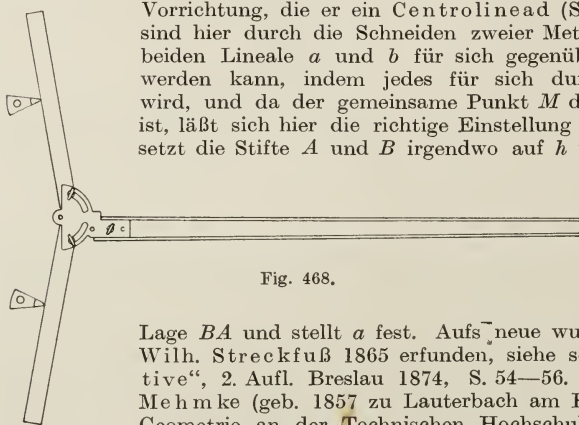 Vorrichtung, die er ein Centrolinead (S
sind hier durch die Schneiden zweier Met
beiden Lineale a und b für sich gegenüb
werden kann, indem jedes für sich du
wird, und da der gemeinsame Punkt M d
ist, läßt sich hier die richtige Einstellung
setzt die Stifte A und B irgendwo auf h
Fig. 468.
Lage BA und stellt a fest. Aufs neue wu
Wilh. Streckfuß 1865 erfunden, siehe s
tive“, 2. Aufl. Breslau 1874, S. 54—56.
Mehmke (geb. 1857 zu Lauterbach am
Geometrie an der Technischen Hochschul